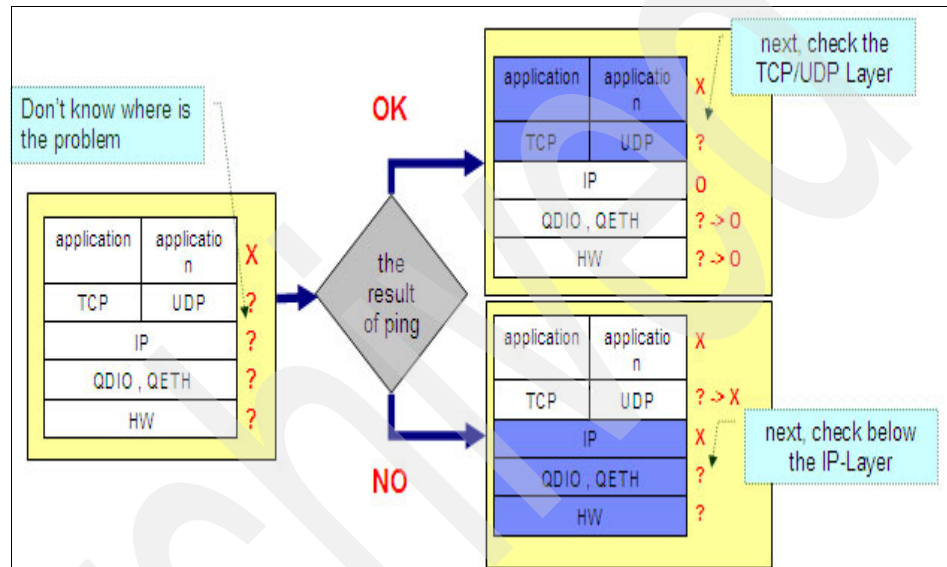 Don't know where is
the problem
application
applicatio
n
X
TCP
UDP
?
IP
?
QDIO , QETH
?
HW
?
the
result
of ping
OK
NO
application
applicatio
n
X
TCP
UDP
?
IP
O
QDIO , QETH
? -> O
HW
? -> O
next, check the
TCP/UDP Layer
application
applicatio
n
X
TCP
UDP
? -> X
IP
X
QDIO , QETH
?
HW
?
next, check below
the IP-Layer